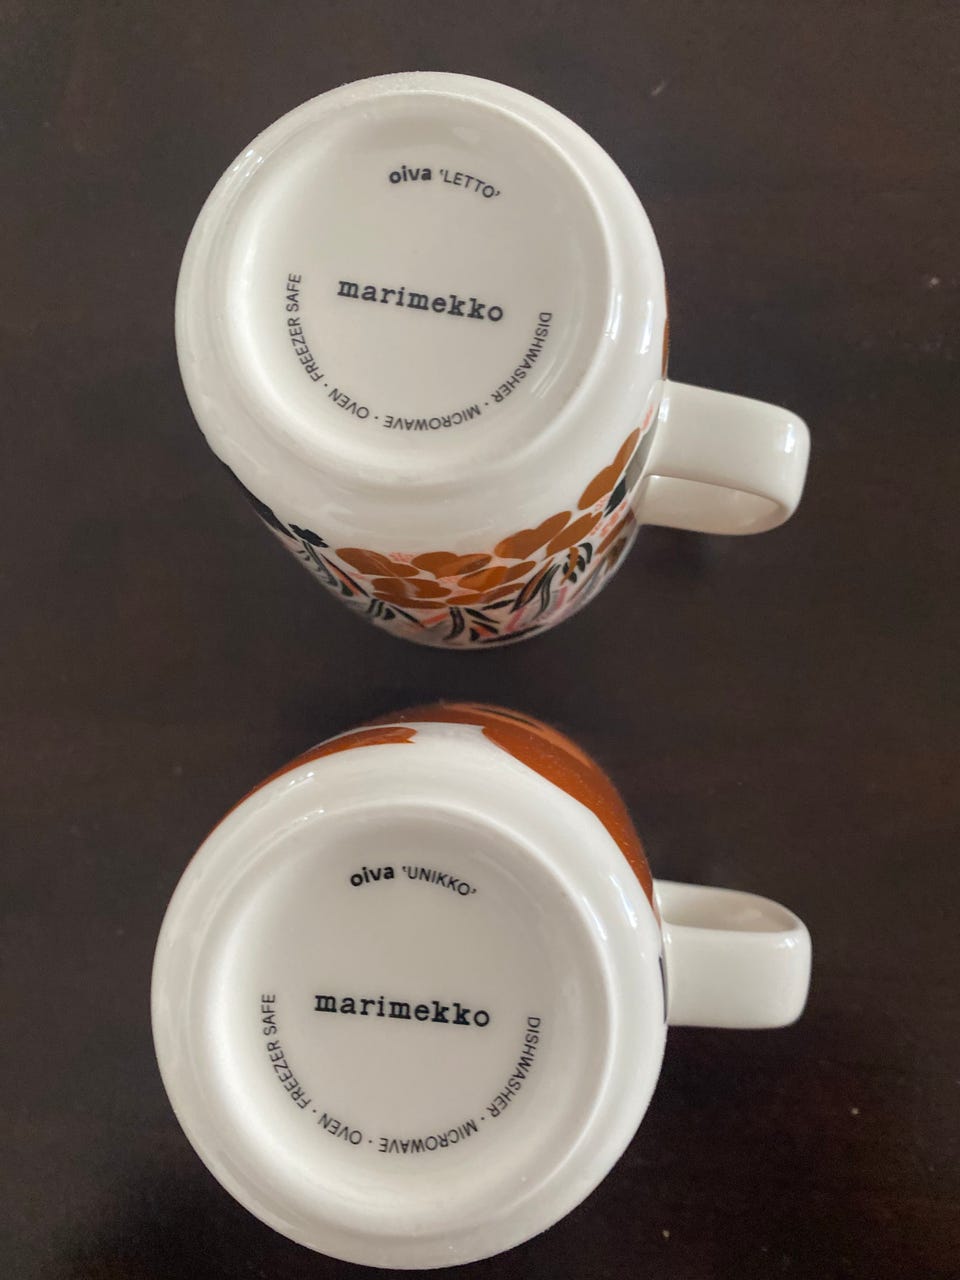 oiva 'LETTO'
marimekko
DISHWASHER · MICROWAVE · OVEN · FREEZER SAFE
oiva 'UNIKKO'
marimekko
DISHWASHER · MICROWAVE · OVEN · FREEZER SAFE